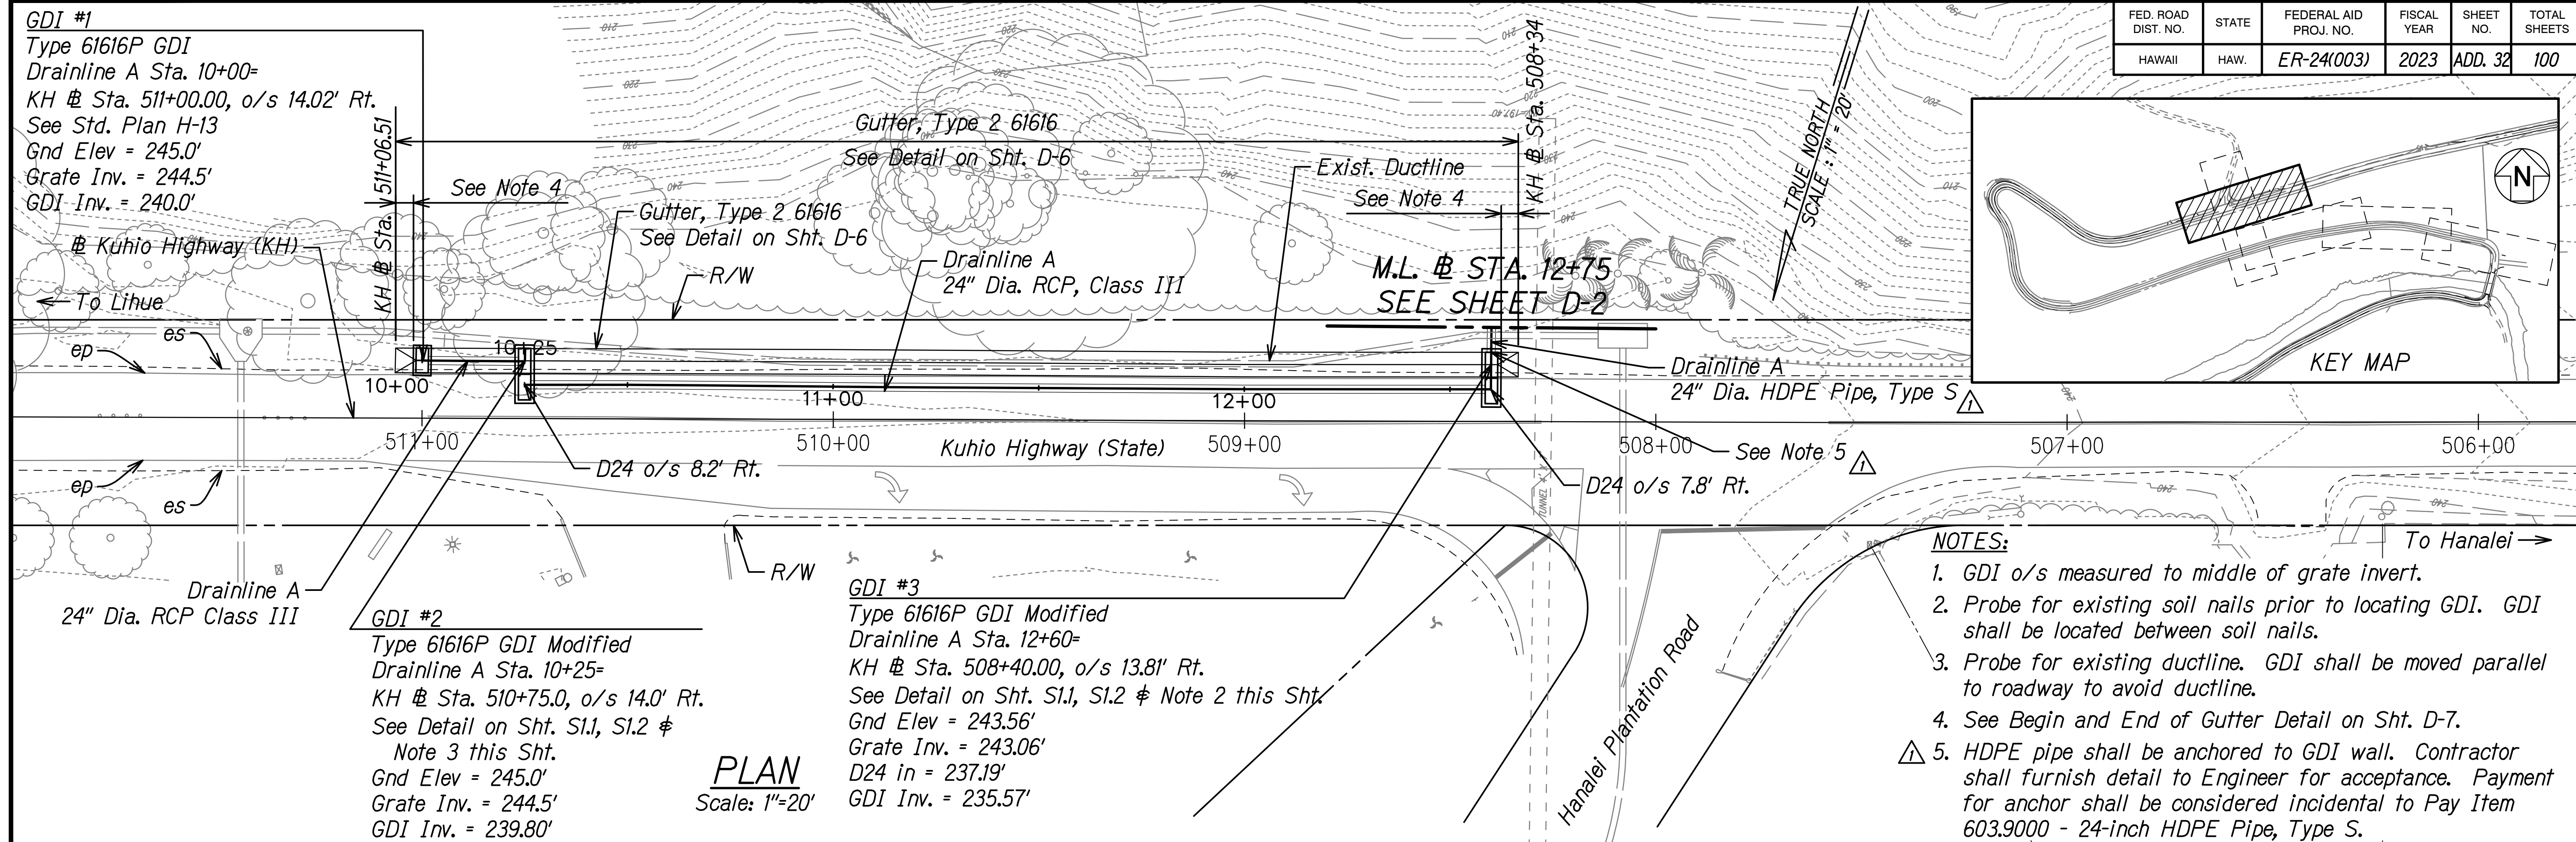 GDI #1
Type 61616P GDI
Drainline A Sta. 10+00=
KH ℄ Sta. 511+00.00, o/s 14.02' Rt.
See Std. Plan H-13
Gnd Elev = 245.0'
Grate Inv. = 244.5'
GDI Inv. = 240.0'
FED. ROAD DIST. NO.
STATE
FEDERAL AID PROJ. NO.
FISCAL YEAR
SHEET NO.
TOTAL SHEETS
HAWAII
HAW.
ER-24(003)
2023
ADD. 32
100
KH ℄ Sta. 511+06.51
Gutter, Type 2 61616
See Detail on Sht. D-6
KH ℄ Sta. 508+34
See Note 4
Gutter, Type 2 61616
See Detail on Sht. D-6
Exist. Ductline
See Note 4
TRUE NORTH
SCALE : 1" = 20'
N
KEY MAP
℄ Kuhio Highway (KH)
R/W
Drainline A
24" Dia. RCP, Class III
M.L. ℄ STA. 12+75
SEE SHEET D-2
To Lihue
es
ep
10+25
10+00
11+00
12+00
Drainline A
24" Dia. HDPE Pipe, Type S
1
511+00
510+00
509+00
508+00
507+00
506+00
Kuhio Highway (State)
See Note 5
1
D24 o/s 8.2' Rt.
D24 o/s 7.8' Rt.
ep
es
R/W
Drainline A
24" Dia. RCP Class III
Hanalei Plantation Road
To Hanalei
GDI #2
Type 61616P GDI Modified
Drainline A Sta. 10+25=
KH ℄ Sta. 510+75.0, o/s 14.0' Rt.
See Detail on Sht. S1.1, S1.2 &
Note 3 this Sht.
Gnd Elev = 245.0'
Grate Inv. = 244.5'
GDI Inv. = 239.80'
PLAN
Scale: 1"=20'
GDI #3
Type 61616P GDI Modified
Drainline A Sta. 12+60=
KH ℄ Sta. 508+40.00, o/s 13.81' Rt.
See Detail on Sht. S1.1, S1.2 & Note 2 this Sht.
Gnd Elev = 243.56'
Grate Inv. = 243.06'
D24 in = 237.19'
GDI Inv. = 235.57'
NOTES:
1. GDI o/s measured to middle of grate invert.
2. Probe for existing soil nails prior to locating GDI. GDI
shall be located between soil nails.
3. Probe for existing ductline. GDI shall be moved parallel
to roadway to avoid ductline.
4. See Begin and End of Gutter Detail on Sht. D-7.
1 5. HDPE pipe shall be anchored to GDI wall. Contractor
shall furnish detail to Engineer for acceptance. Payment
for anchor shall be considered incidental to Pay Item
603.9000 - 24-inch HDPE Pipe, Type S.